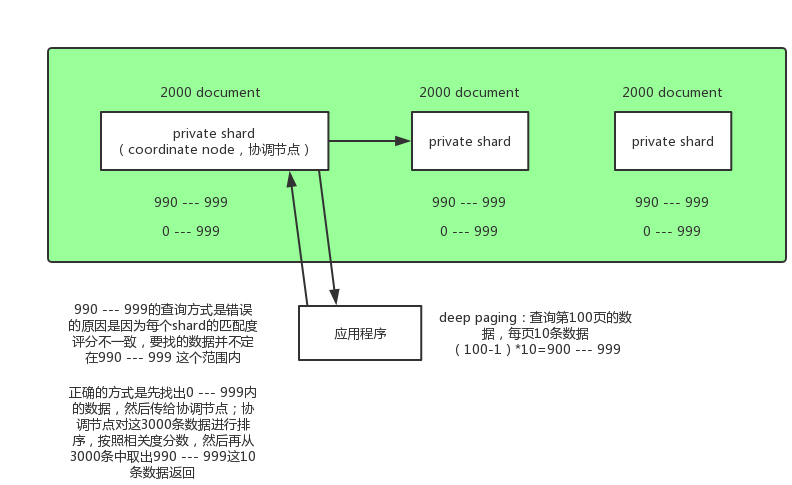 2000 document
2000 document
2000 document
private shard
（coordinate node，协调节点）
private shard
private shard
990 --- 999
990 --- 999
990 --- 999
0 --- 999
0 --- 999
0 --- 999
990 --- 999的查询方式是错误
的原因是因为每个shard的匹配度
评分不一致，要找的数据并不定
在990 --- 999 这个范围内
应用程序
deep paging：查询第100页的数
据，每页10条数据
（100-1）*10=900 --- 999
正确的方式是先找出0 --- 999内
的数据，然后传给协调节点；协
调节点对这3000条数据进行排
序，按照相关度分数，然后再从
3000条中取出990 --- 999这10
条数据返回